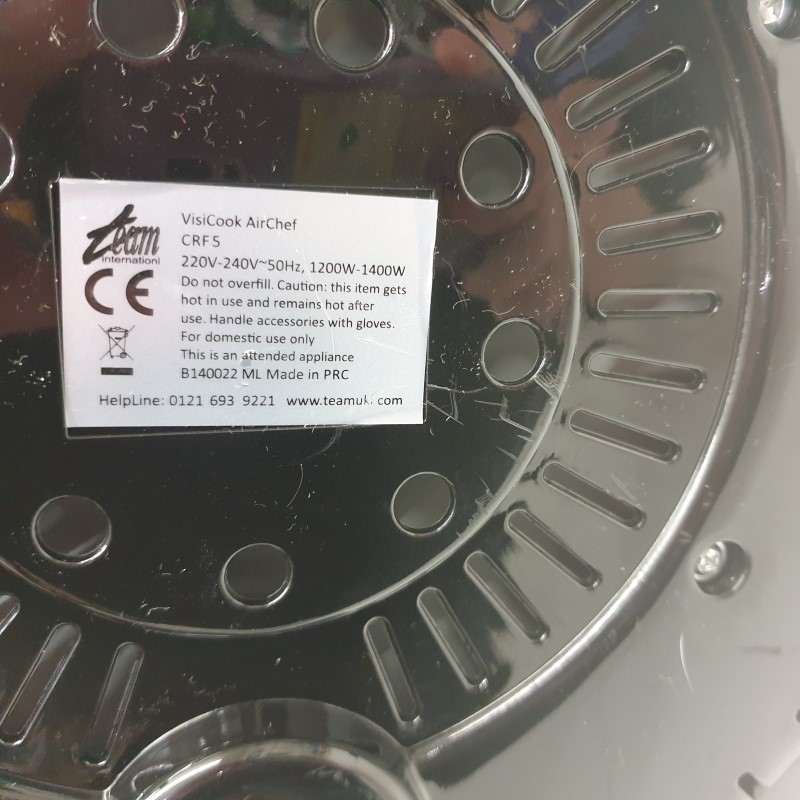 team
international
CE
VisiCook AirChef
CRF5
220V-240V~50Hz, 1200W-1400W
Do not overfill. Caution: this item gets
hot in use and remains hot after
use. Handle accessories with gloves.
For domestic use only
This is an attended appliance
B140022 ML Made in PRC
HelpLine: 0121 693 9221 www.teamuk.com